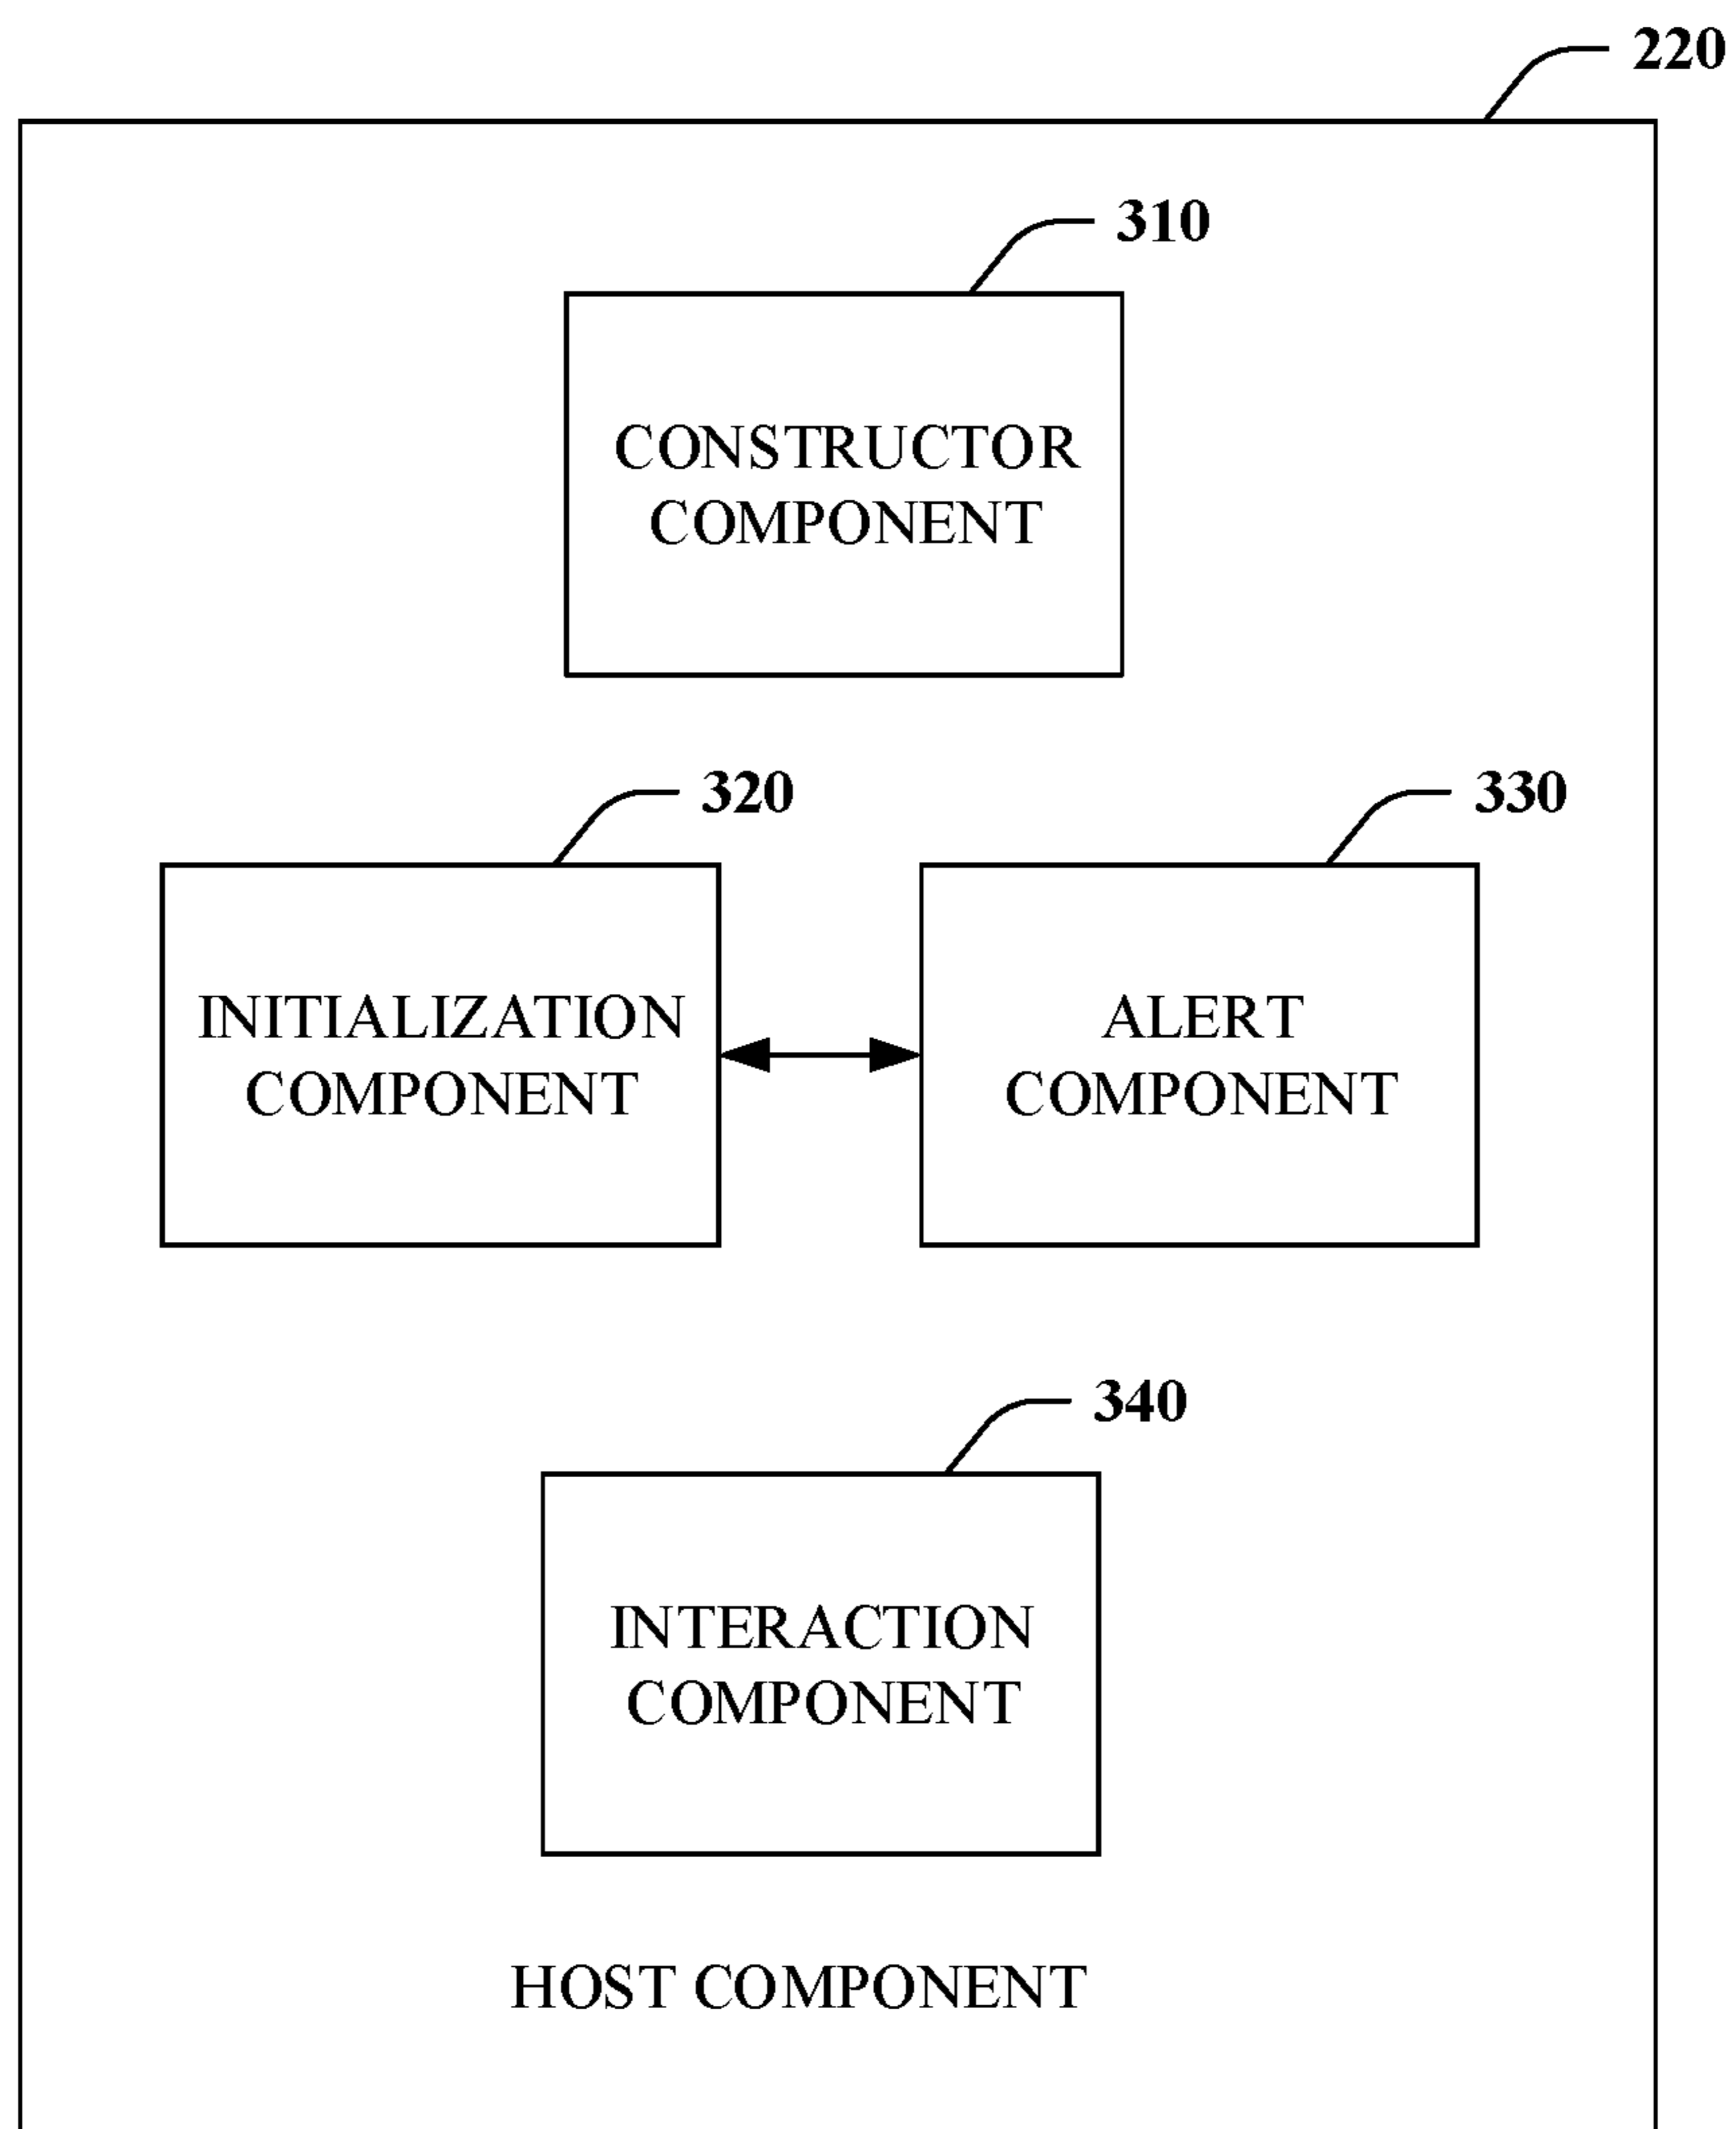 220
310
CONSTRUCTOR
COMPONENT
320
330
INITIALIZATION
COMPONENT
ALERT
COMPONENT
340
INTERACTION
COMPONENT
HOST COMPONENT